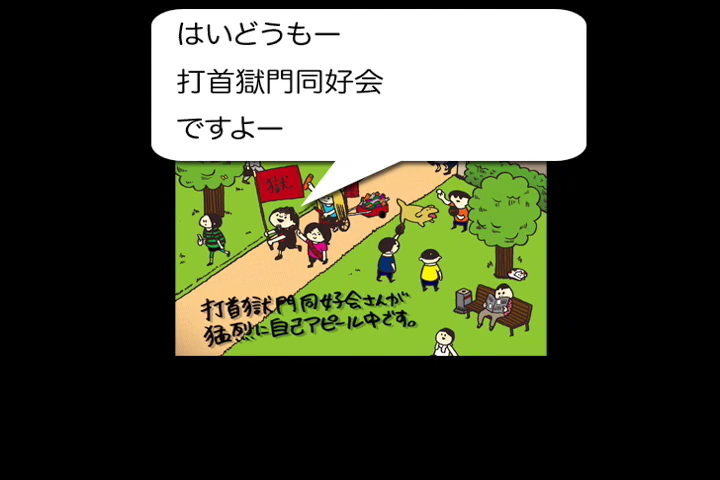 はいどうもー
打首獄門同好会
ですよー
獄
打首獄門同好会さんが
猛烈に自己アピール中です。